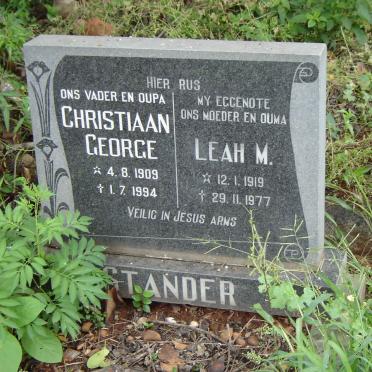 HIER RUS
ONS VADER EN OUPA
CHRISTIAAN
GEORGE
☆ 4.8.1909
✝ 1.7.1994
MY EGGENOTE
ONS MOEDER EN OUMA
LEAH M.
☆ 12.1.1919
✝ 29.11.1977
VEILIG IN JESUS ARMS
STANDER